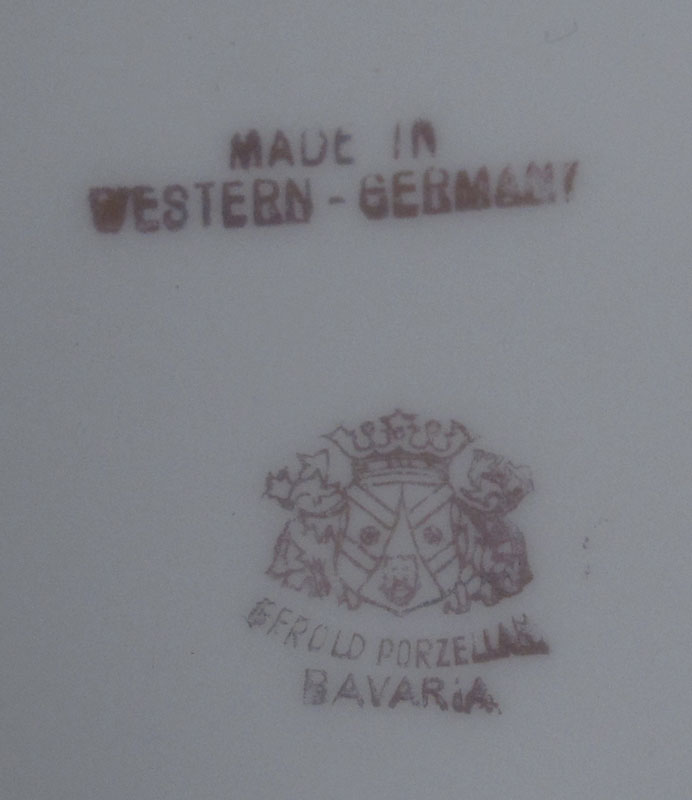 MADE IN
WESTERN-GERMANY
GEROLD PORZELLAN
BAVARiA